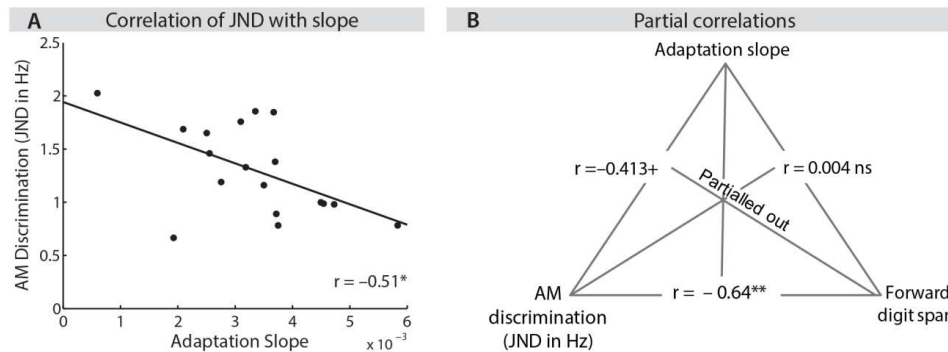 A Correlation of JND with slope
AM Discrimination (JND in Hz)
2.5
2
1.5
1
0.5
0
0 1 2 3 4 5 6
r = –0.51*
Adaptation Slope
x 10 -3
B Partial correlations
Adaptation slope
r =–0.413+
r = 0.004 ns
Partialled out
r = – 0.64**
AM
discrimination
(JND in Hz)
Forward
digit span